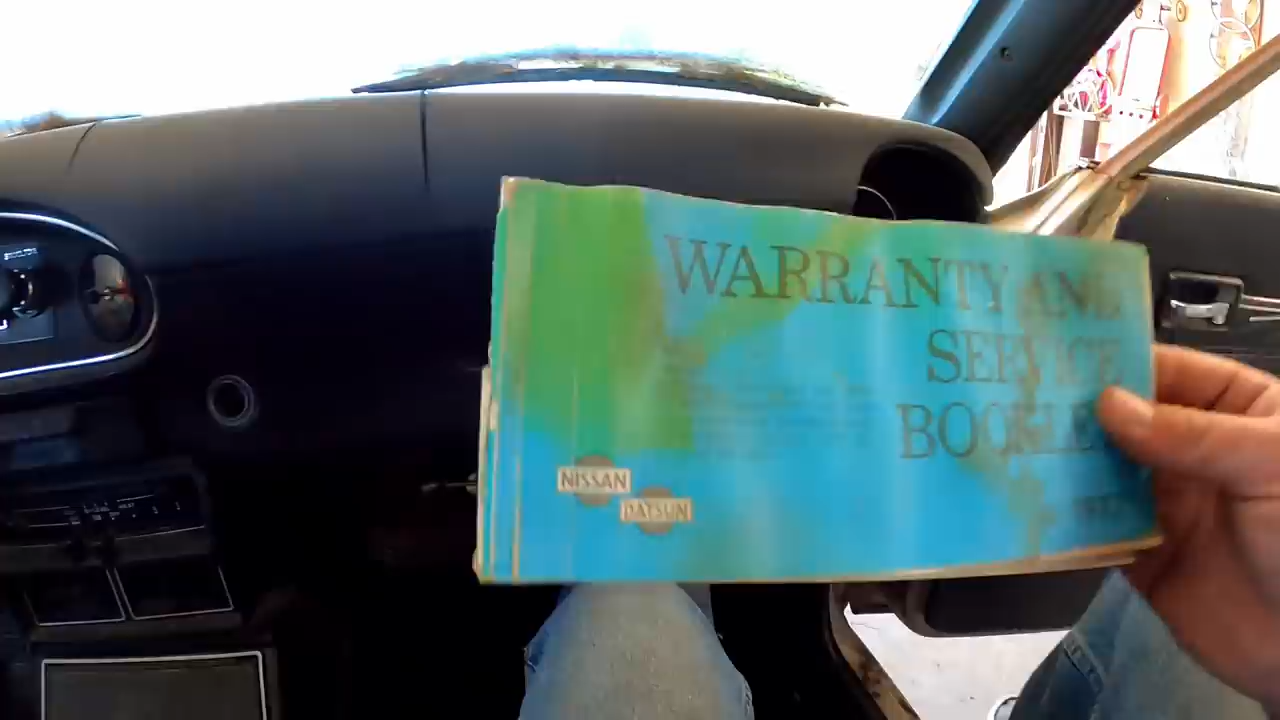 WARRANTY AND
SERVICE
BOOKLET
NISSAN
DATSUN